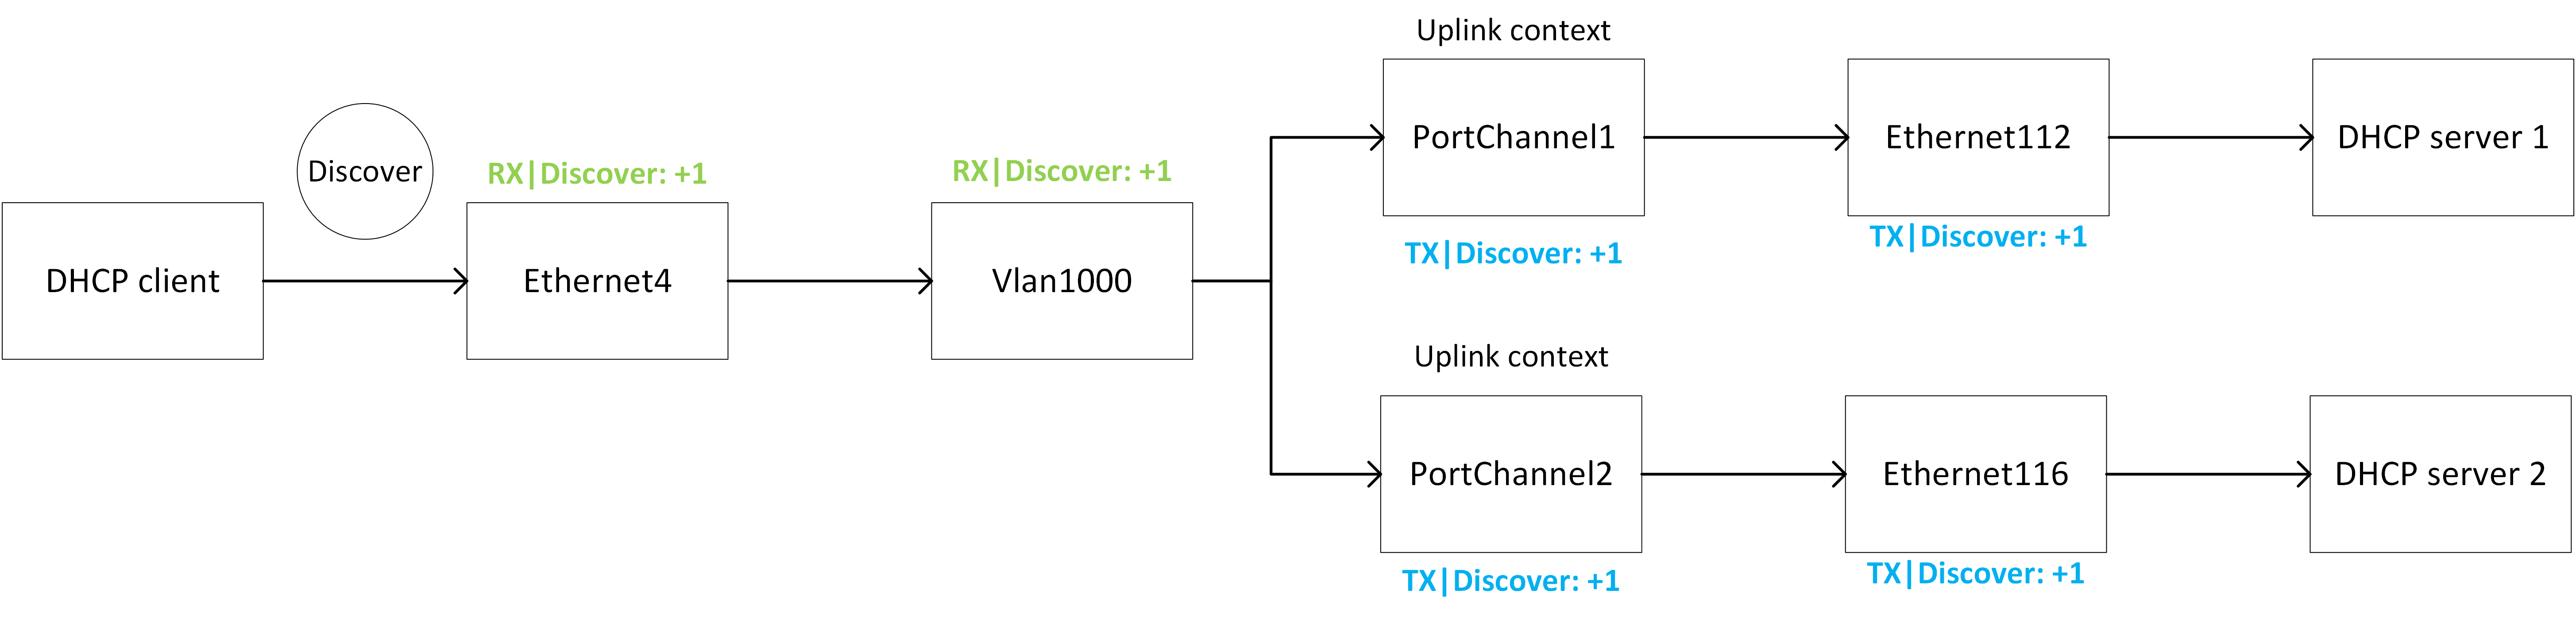 Uplink context
PortChannel1
Ethernet112
DHCP server 1
Discover
RX|Discover: +1
RX|Discover: +1
TX|Discover: +1
TX|Discover: +1
DHCP client
Ethernet4
Vlan1000
Uplink context
PortChannel2
Ethernet116
DHCP server 2
TX|Discover: +1
TX|Discover: +1